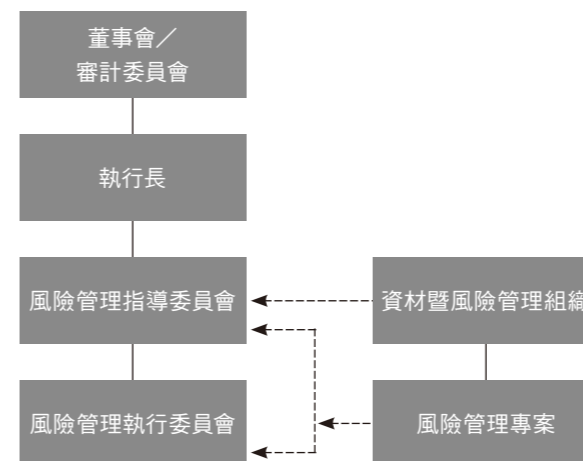 董事會／
審計委員會
執行長
風險管理指導委員會
資材暨風險管理組織
風險管理執行委員會
風險管理專案